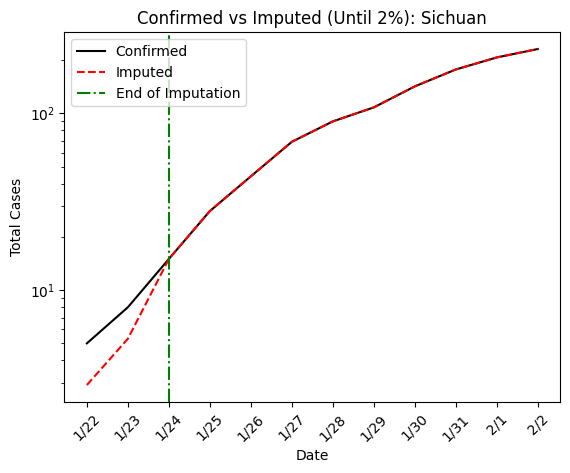 Confirmed vs Imputed (Until 2%): Sichuan
Confirmed
Imputed
End of Imputation
Total Cases
10²
10¹
1/22 1/23 1/24 1/25 1/26 1/27 1/28 1/29 1/30 1/31 2/1 2/2
Date